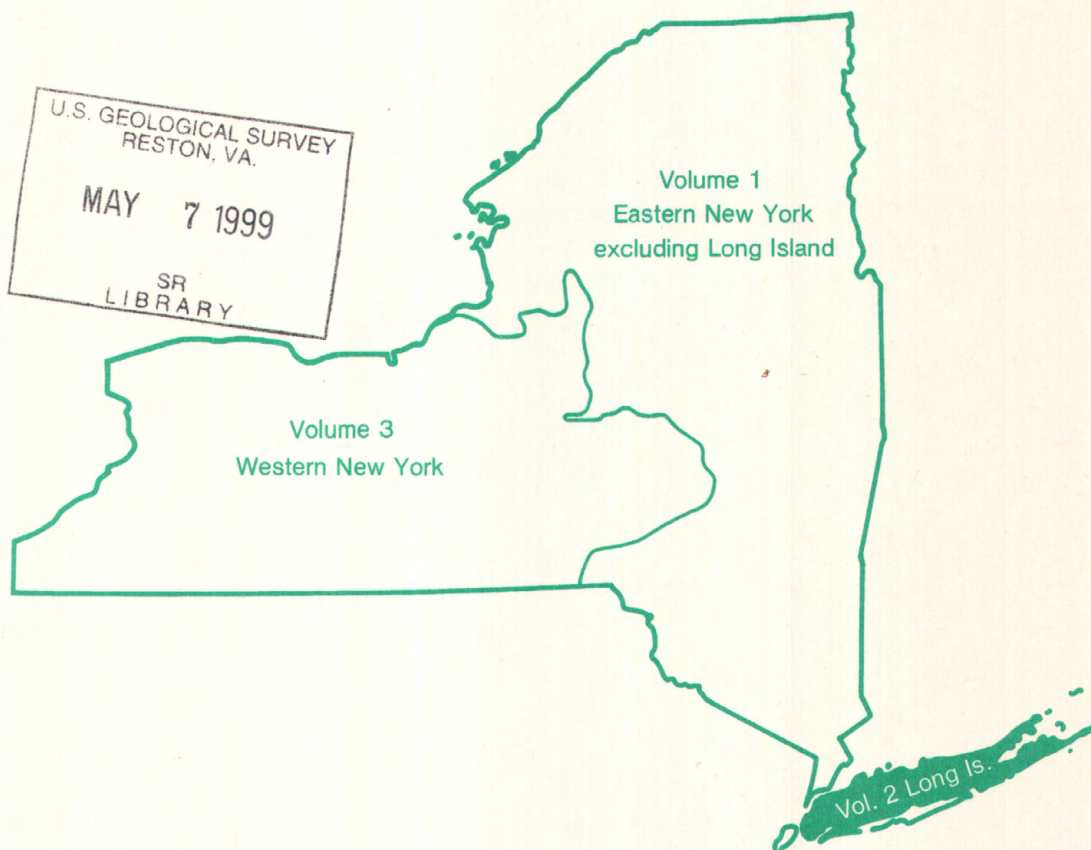 U.S. GEOLOGICAL SURVEY
RESTON, VA.
MAY 7 1999
SR
LIBRARY
Volume 1
Eastern New York
excluding Long Island
Volume 3
Western New York
Vol. 2 Long Is.